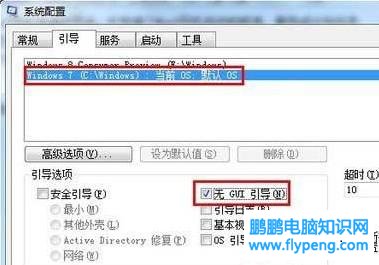 系统配置
常规 引导 服务 启动 工具
Windows 8 Consumer Preview (E:\Windows)
Windows 7 (C:\Windows) : 当前 OS; 默认 OS
高级选项(V)... 设为默认值(S) 删除(D)
引导选项
超时(T)
安全引导(F) 无 GUI 引导(N) 10
最小(M) 引导日志(B)
其他外壳(L) 基本视
Active Directory 修复(P) OS 引
网络(W)
鹏鹏电脑知识网
www.flypeng.com